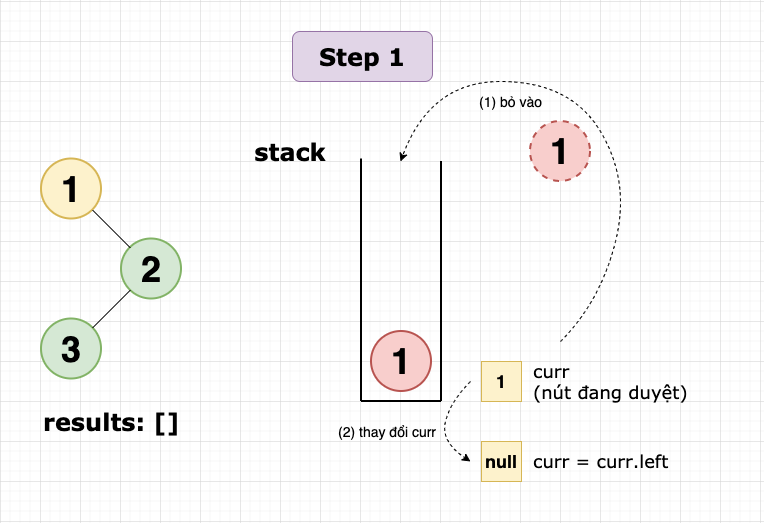 Step 1
(1) bỏ vào
1
stack
1
2
3
1
1
curr
(nút đang duyệt)
results: []
(2) thay đổi curr
null
curr = curr.left